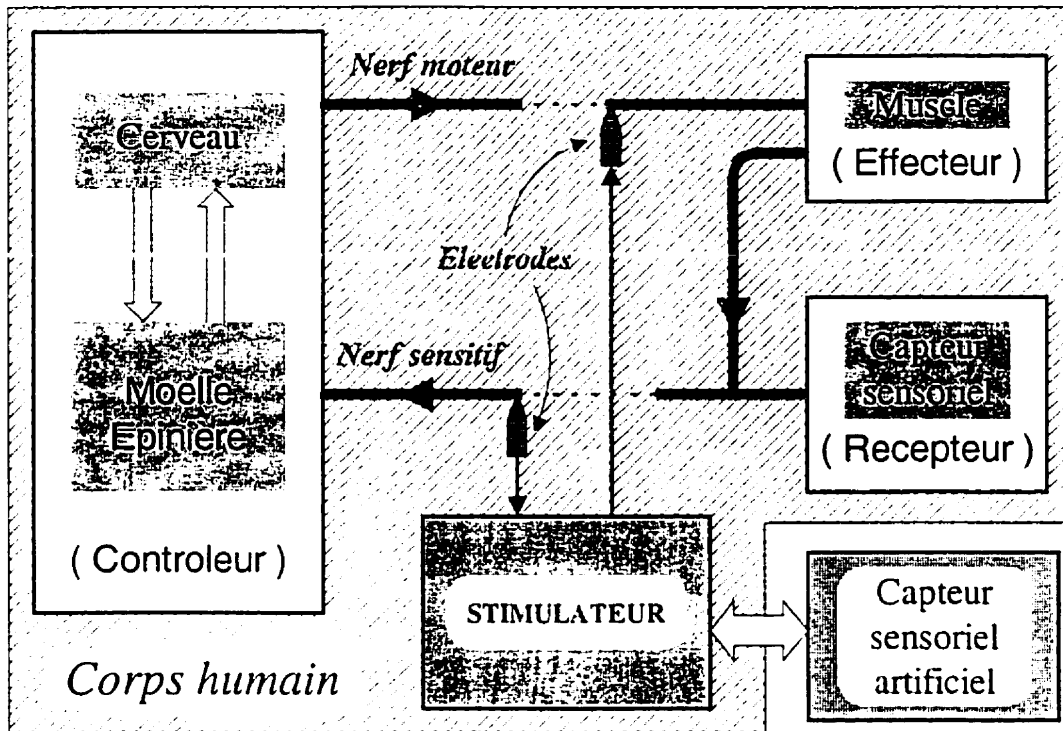 Nerf moteur
Cerveau
Muscle
( Effecteur )
Electrodes
Nerf sensitif
Moelle
Epinière
Capteur
sensoriel
( Recepteur )
( Controleur )
STIMULATEUR
Capteur
sensoriel
artificiel
Corps humain